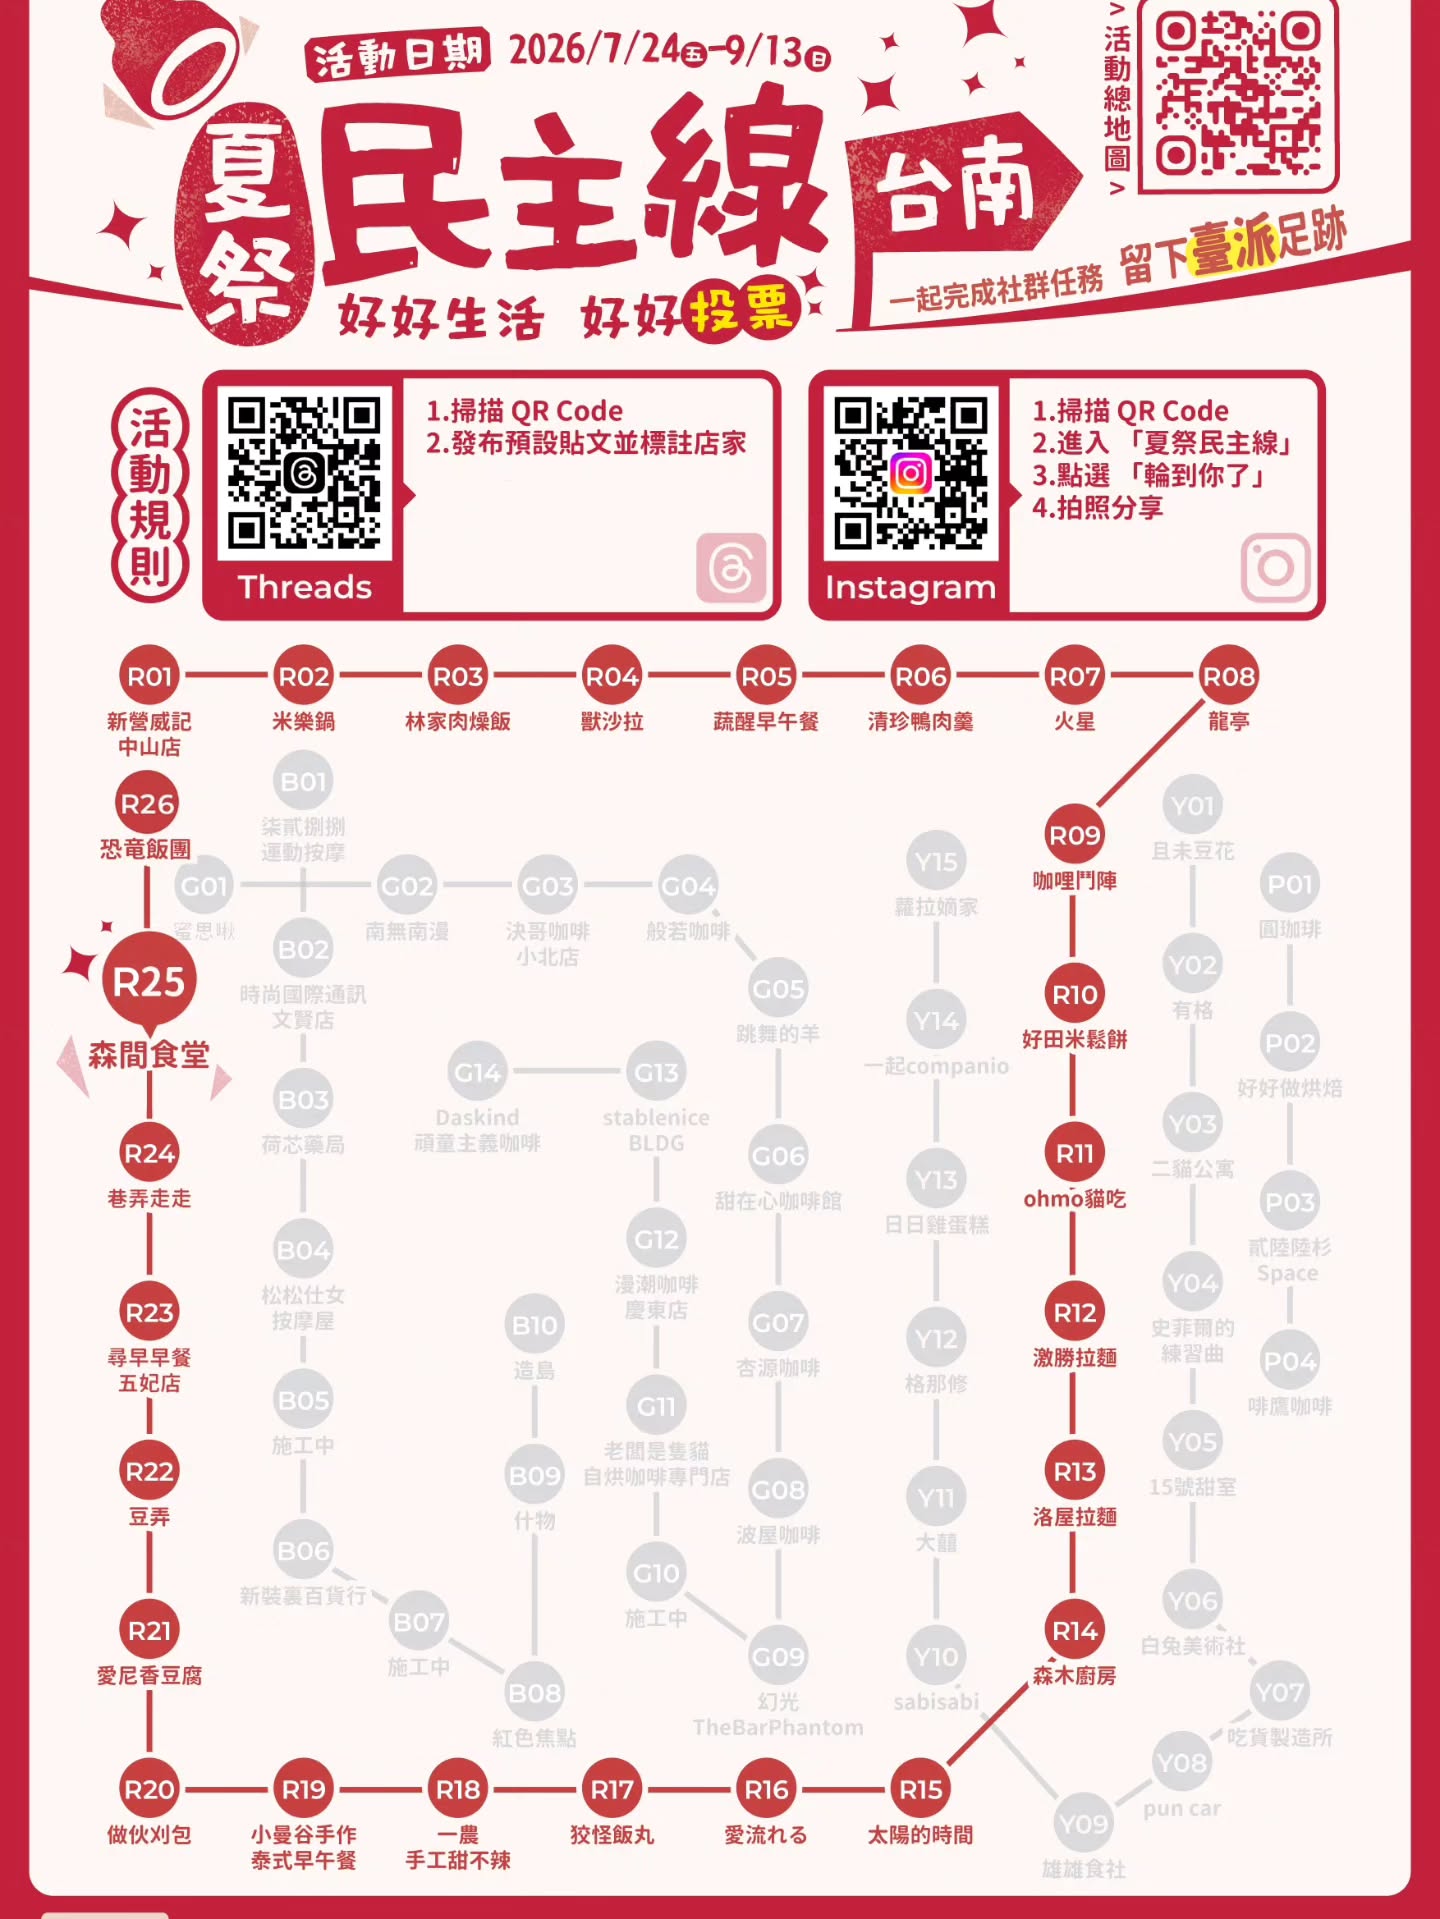 活動日期 2026/7/24五-9/13日
>活動總地圖>
夏祭 民主線 台南
一起完成社群任務 留下臺派足跡
好好生活 好好投票
活動規則
Threads
1.掃描 QR Code
2.發布預設貼文並標註店家
Instagram
1.掃描 QR Code
2.進入 「夏祭民主線」
3.點選 「輪到你了」
4.拍照分享
R01
新營威記
中山店
R02
米樂鍋
R03
林家肉燥飯
R04
獸沙拉
R05
蔬醒早午餐
R06
清珍鴨肉羹
R07
火星
R08
龍亭
R09
咖哩鬥陣
R10
好田米鬆餅
R11
ohmo貓吃
R12
激勝拉麵
R13
洛屋拉麵
R14
森木廚房
R15
太陽的時間
R16
愛流れる
R17
狡怪飯丸
R18
一農
手工甜不辣
R19
小曼谷手作
泰式早午餐
R20
做伙刈包
R21
愛尼香豆腐
R22
豆弄
R23
尋早早餐
五妃店
R24
巷弄走走
R25
森間食堂
R26
恐竜飯團
B01
柒貳捌捌
運動按摩
B02
時尚國際通訊
文賢店
B03
荷芯藥局
B04
松松仕女
按摩屋
B05
施工中
B06
新裝裏百貨行
B07
施工中
B08
紅色焦點
B09
什物
B10
造島
G01
蜜思啾
G02
南無南漫
G03
決哥咖啡
小北店
G04
般若咖啡
G05
跳舞的羊
G06
甜在心咖啡館
G07
杏源咖啡
G08
波屋咖啡
G09
幻光
TheBarPhantom
G10
施工中
G11
老闆是隻貓
自烘咖啡專門店
G12
漫潮咖啡
慶東店
G13
stablenice
BLDG
G14
Daskind
頑童主義咖啡
Y15
蘿拉嫡家
Y14
一起companio
Y13
日日雞蛋糕
Y12
格那修
Y11
大囍
Y10
sabisabi
Y09
雄雄食社
Y08
pun car
Y07
吃貨製造所
Y06
白兔美術社
Y05
15號甜室
Y04
史菲爾的
練習曲
Y03
二貓公寓
Y02
有格
Y01
且未豆花
P01
圓珈琲
P02
好好做烘焙
P03
貳陸陸杉
Space
P04
啡鷹咖啡